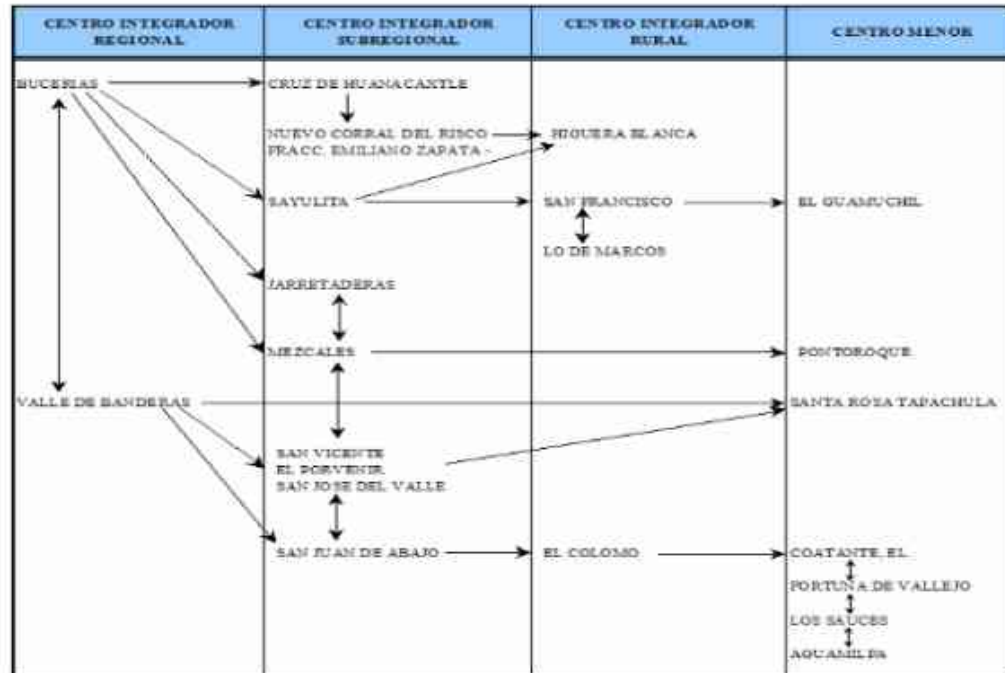 CENTRO INTEGRADOR
REGIONAL
CENTRO INTEGRADOR
SUBREGIONAL
CENTRO INTEGRADOR
RURAL
CENTRO MENOR
BUCERIAS
CRUZ DE HUANACAXTLE
NUEVO CORRAL DEL RISCO
FRACC. EMILIANO ZAPATA -
HIGUERA BLANCA
SAYULITA
SAN FRANCISCO
EL GUAMUCHIL
LO DE MARCOS
JARRETADERAS
MEZCALES
PONTOROQUE
VALLE DE BANDERAS
SANTA ROSA TAPACHULA
SAN VICENTE
EL PORVENIR
SAN JOSE DEL VALLE
SAN JUAN DE ABAJO
EL COLOMO
COATANTE, EL
FORTUNA DE VALLEJO
LOS SAUCES
AGUAMILPA